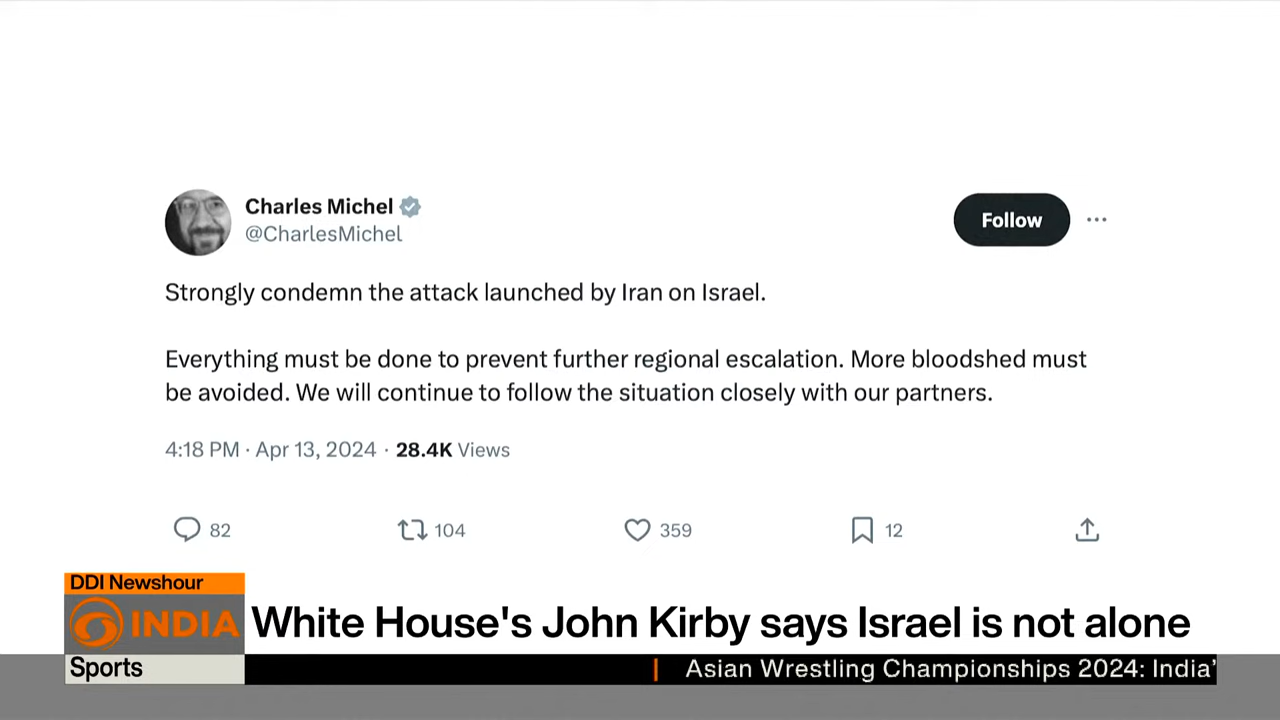 Charles Michel
@CharlesMichel
Follow
Strongly condemn the attack launched by Iran on Israel.
Everything must be done to prevent further regional escalation. More bloodshed must
be avoided. We will continue to follow the situation closely with our partners.
4:18 PM · Apr 13, 2024 · 28.4K Views
82 104 359 12
DDI Newshour
INDIA
White House's John Kirby says Israel is not alone
Sports
| Asian Wrestling Championships 2024: India'